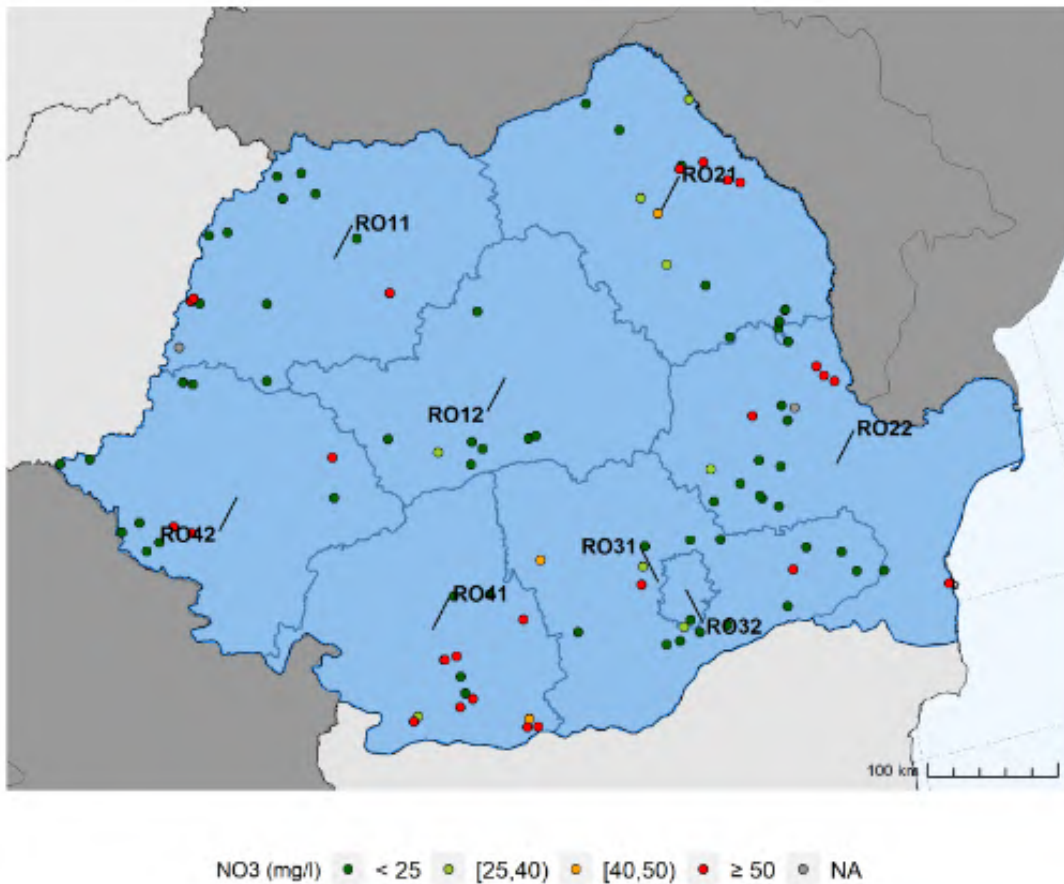 RO21
RO11
RO12
RO22
RO42
RO31
RO41
RO32
100 km
NO3 (mg/l) < 25 [25,40) [40,50) ≥ 50 NA